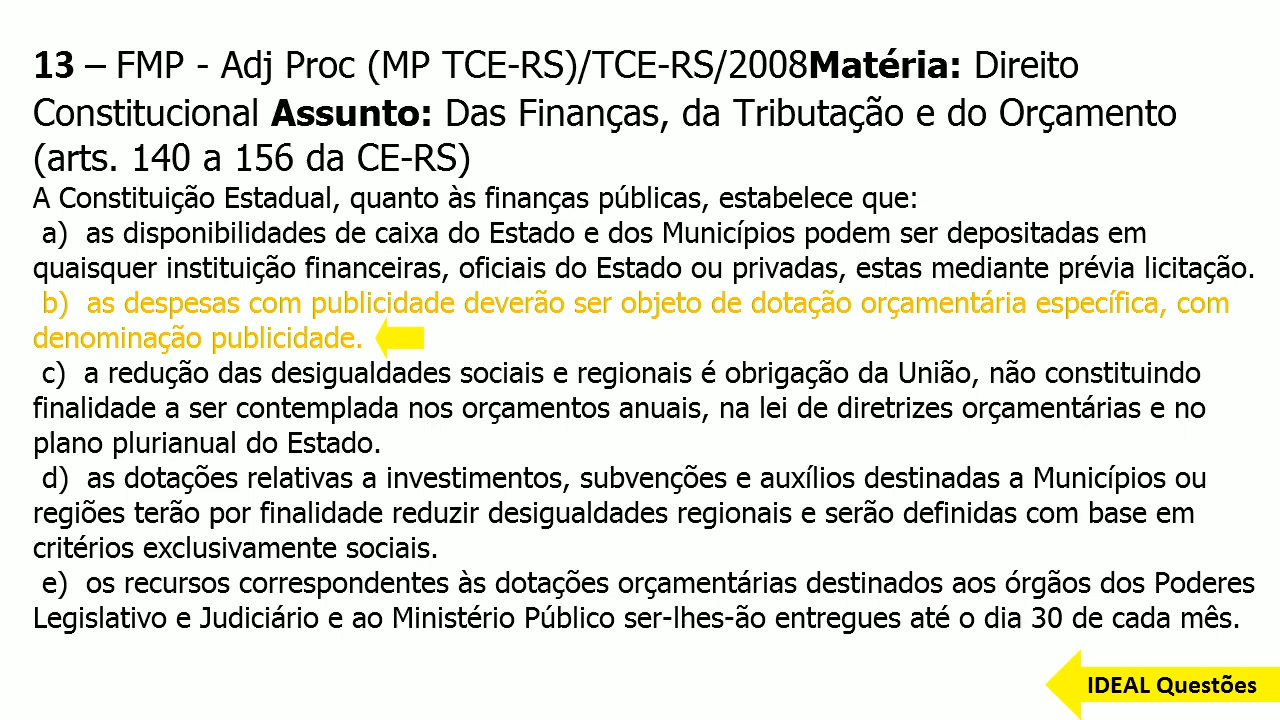 13 – FMP - Adj Proc (MP TCE-RS)/TCE-RS/2008Matéria: Direito
Constitucional Assunto: Das Finanças, da Tributação e do Orçamento
(arts. 140 a 156 da CE-RS)
A Constituição Estadual, quanto às finanças públicas, estabelece que:
a) as disponibilidades de caixa do Estado e dos Municípios podem ser depositadas em
quaisquer instituição financeiras, oficiais do Estado ou privadas, estas mediante prévia licitação.
b) as despesas com publicidade deverão ser objeto de dotação orçamentária específica, com
denominação publicidade.
c) a redução das desigualdades sociais e regionais é obrigação da União, não constituindo
finalidade a ser contemplada nos orçamentos anuais, na lei de diretrizes orçamentárias e no
plano plurianual do Estado.
d) as dotações relativas a investimentos, subvenções e auxílios destinadas a Municípios ou
regiões terão por finalidade reduzir desigualdades regionais e serão definidas com base em
critérios exclusivamente sociais.
e) os recursos correspondentes às dotações orçamentárias destinados aos órgãos dos Poderes
Legislativo e Judiciário e ao Ministério Público ser-lhes-ão entregues até o dia 30 de cada mês.
IDEAL Questões